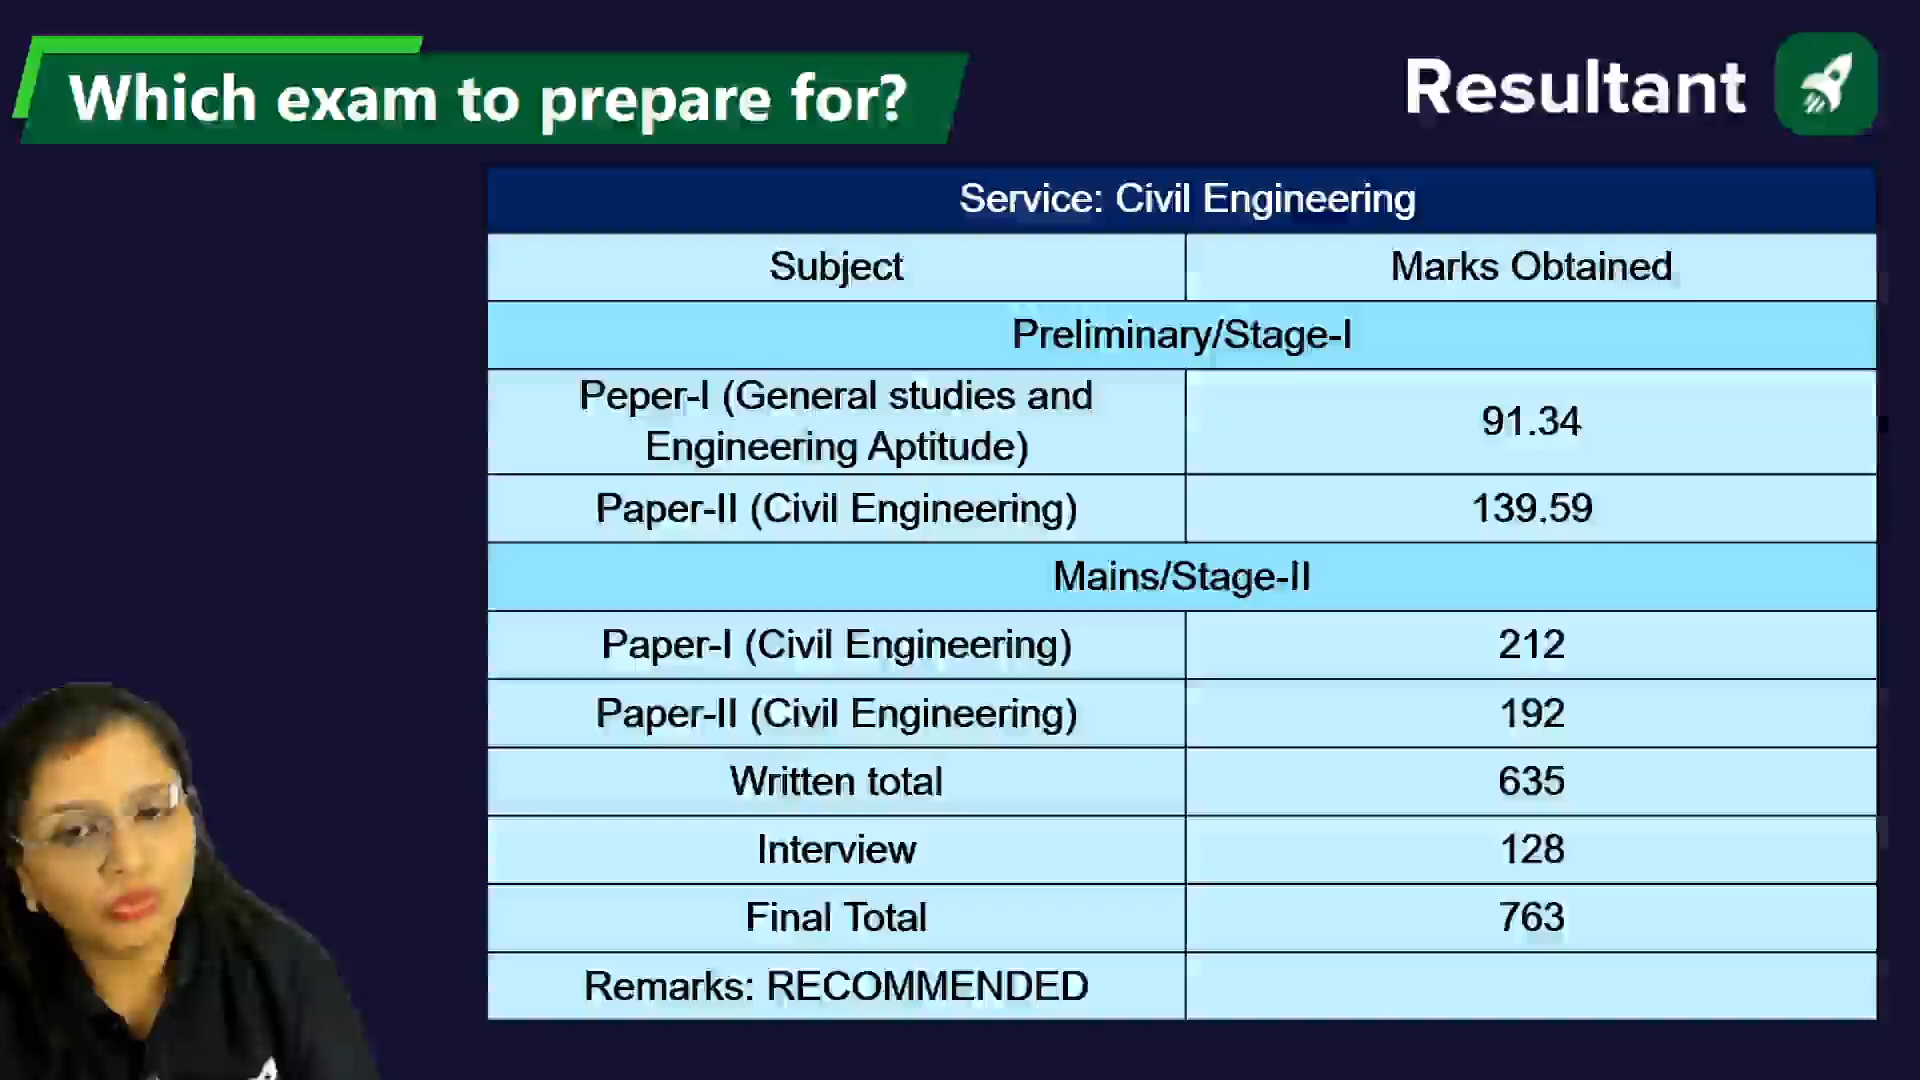 Which exam to prepare for?
Resultant
Service: Civil Engineering
Subject
Marks Obtained
Preliminary/Stage-I
Peper-I (General studies and
Engineering Aptitude)
91.34
Paper-II (Civil Engineering)
139.59
Mains/Stage-II
Paper-I (Civil Engineering)
212
Paper-II (Civil Engineering)
192
Written total
635
Interview
128
Final Total
763
Remarks: RECOMMENDED